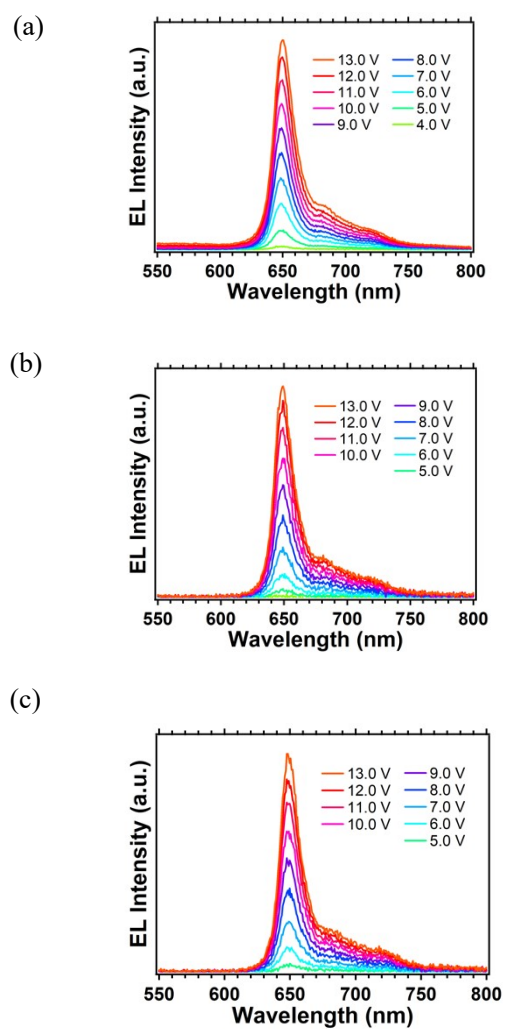 (a)
EL Intensity (a.u.)
13.0 V 8.0 V
12.0 V 7.0 V
11.0 V 6.0 V
10.0 V 5.0 V
9.0 V 4.0 V
550 600 650 700 750 800
Wavelength (nm)
(b)
EL Intensity (a.u.)
13.0 V 9.0 V
12.0 V 8.0 V
11.0 V 7.0 V
10.0 V 6.0 V
5.0 V
550 600 650 700 750 800
Wavelength (nm)
(c)
EL Intensity (a.u.)
13.0 V 9.0 V
12.0 V 8.0 V
11.0 V 7.0 V
10.0 V 6.0 V
5.0 V
550 600 650 700 750 800
Wavelength (nm)